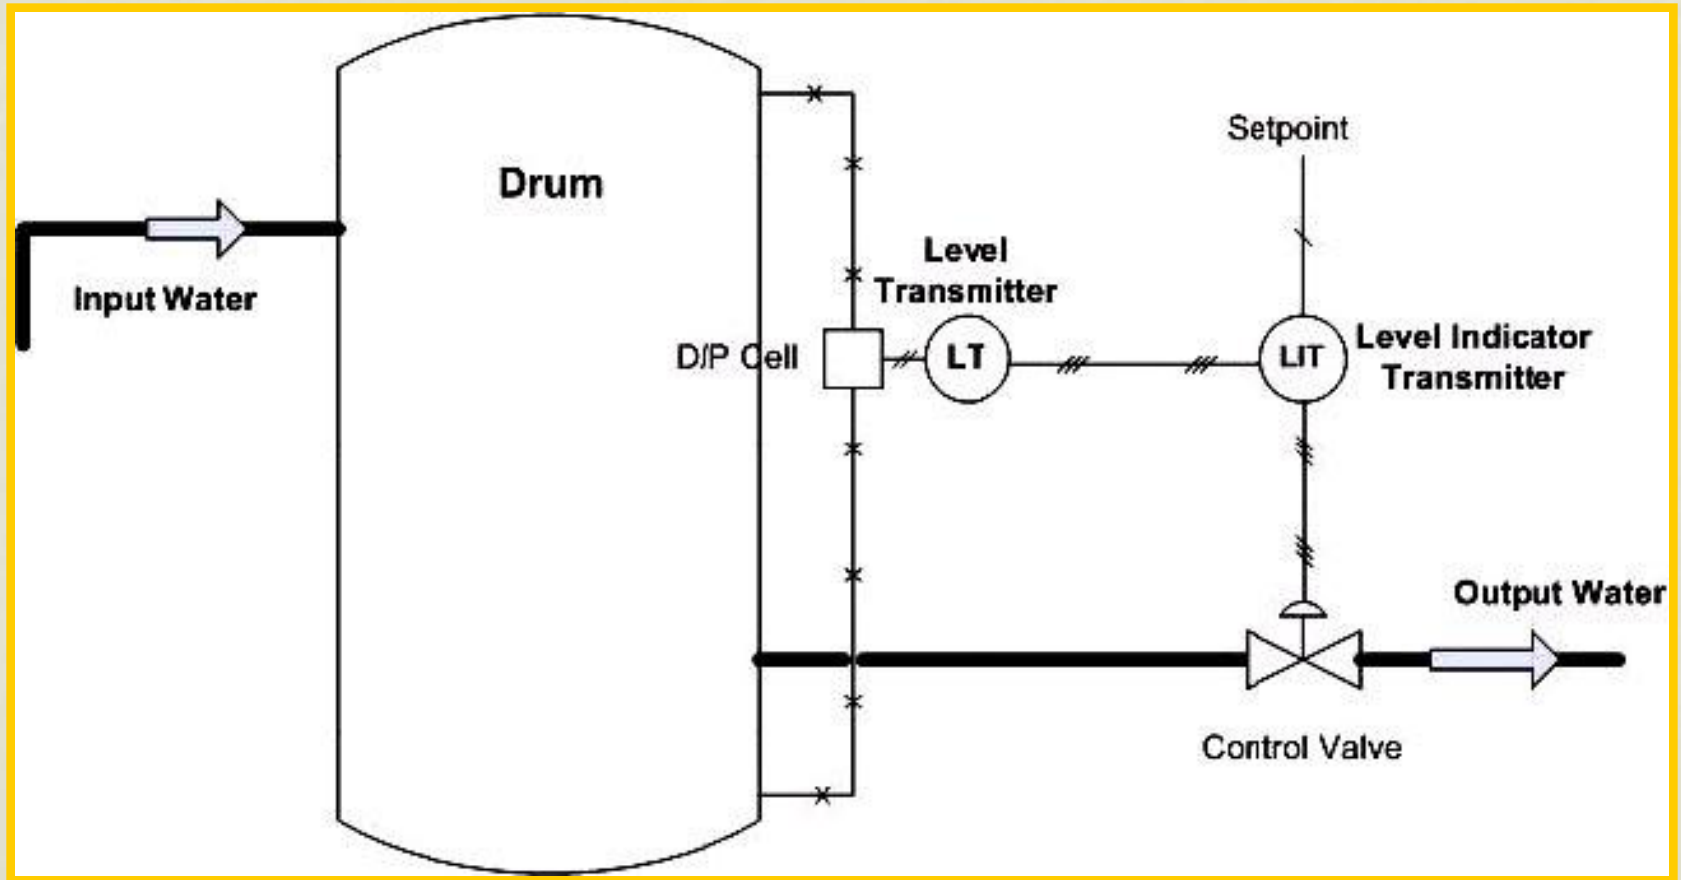 Setpoint
Drum
Level
Transmitter
Input Water
D/P Cell
LT
LIT
Level Indicator
Transmitter
Output Water
Control Valve